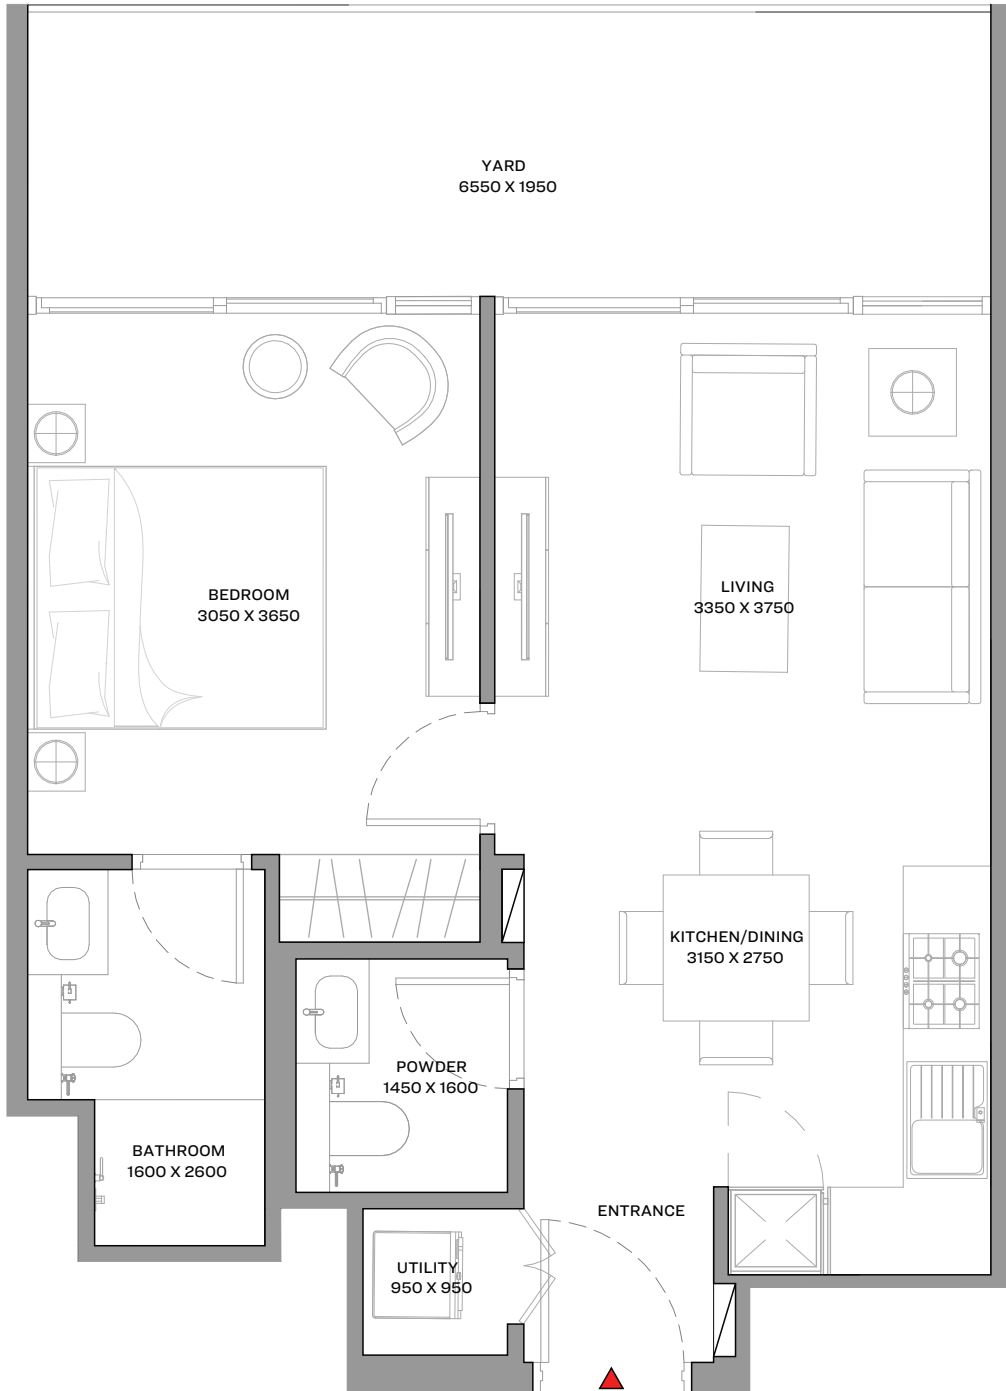 YARD
6550 X 1950
BEDROOM
3050 X 3650
LIVING
3350 X 3750
KITCHEN/DINING
3150 X 2750
POWDER
1450 X 1600
BATHROOM
1600 X 2600
ENTRANCE
UTILITY
950 X 950